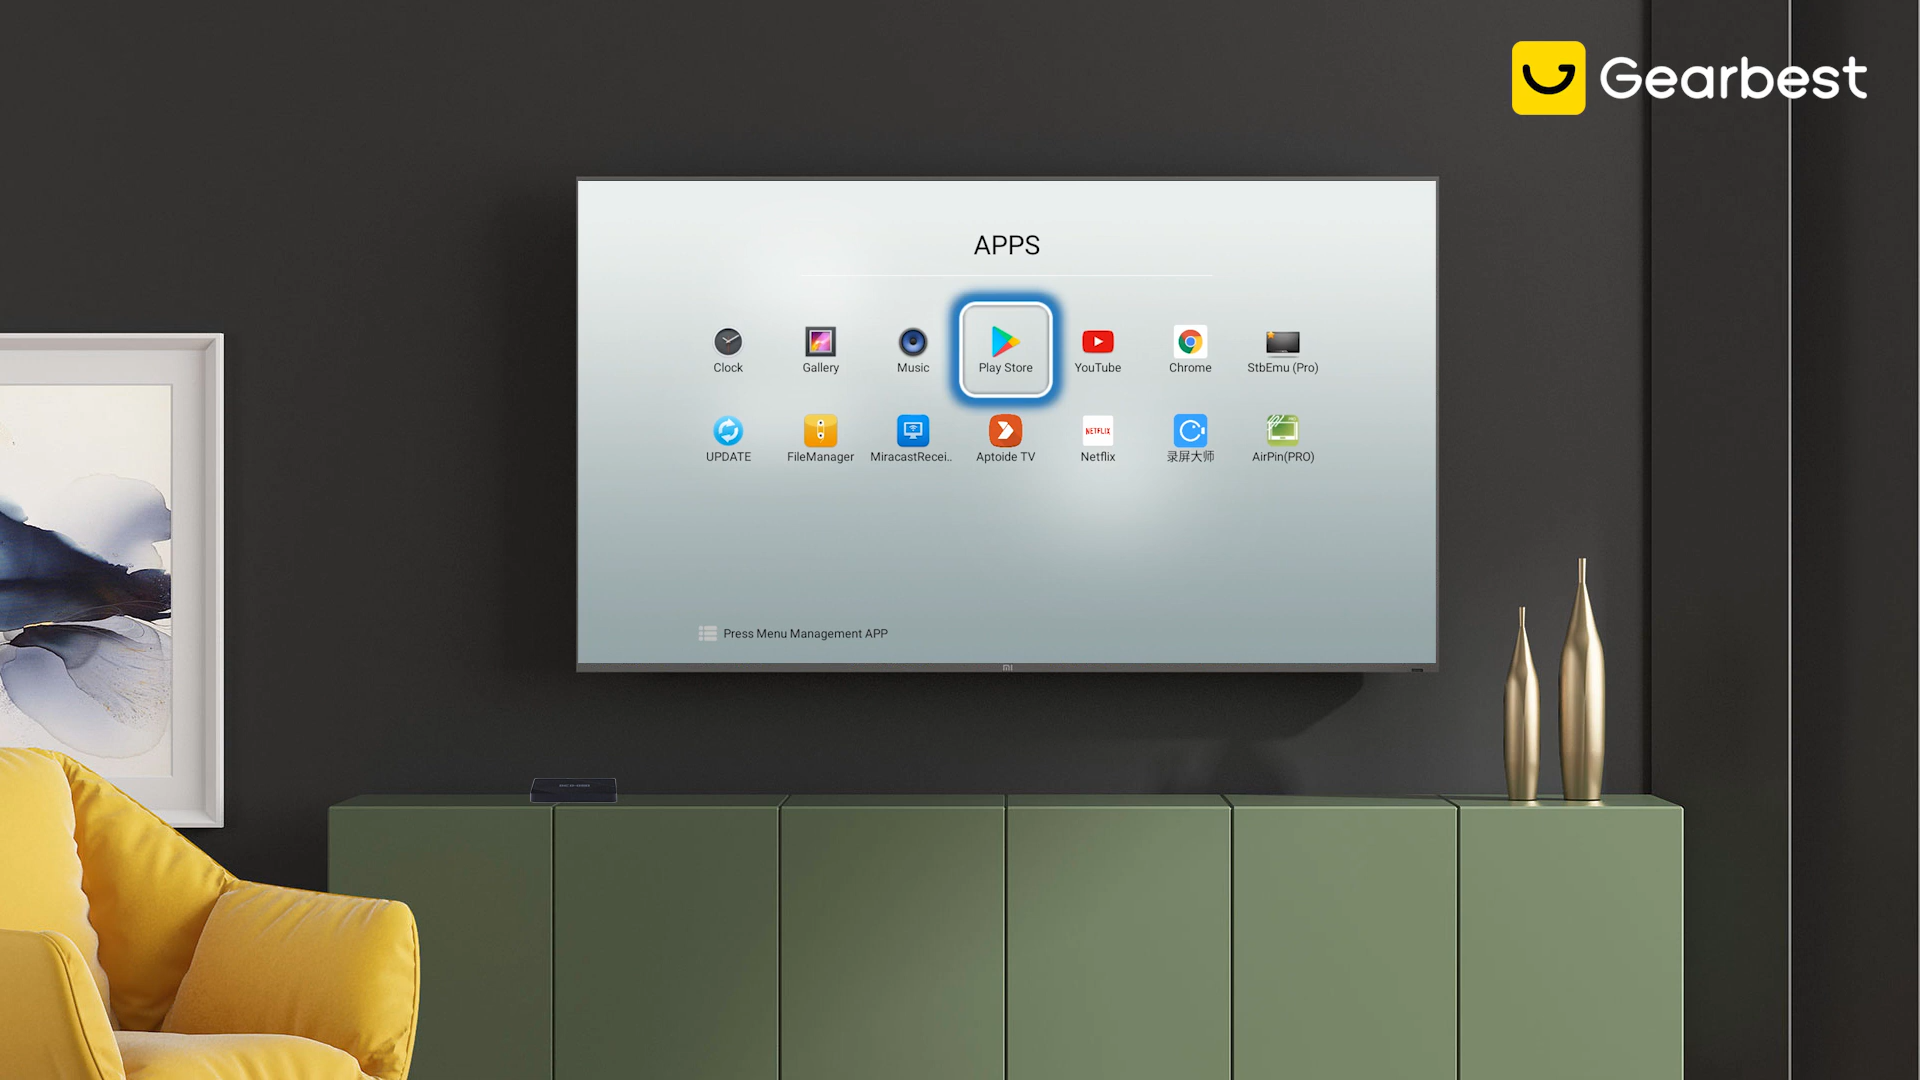 Gearbest
APPS
Clock
Gallery
Music
Play Store
YouTube
Chrome
StbEmu (Pro)
NETFLIX
UPDATE
FileManager
MiracastRecei..
Aptoide TV
Netflix
录屏大师
AirPin(PRO)
Press Menu Management APP
mi